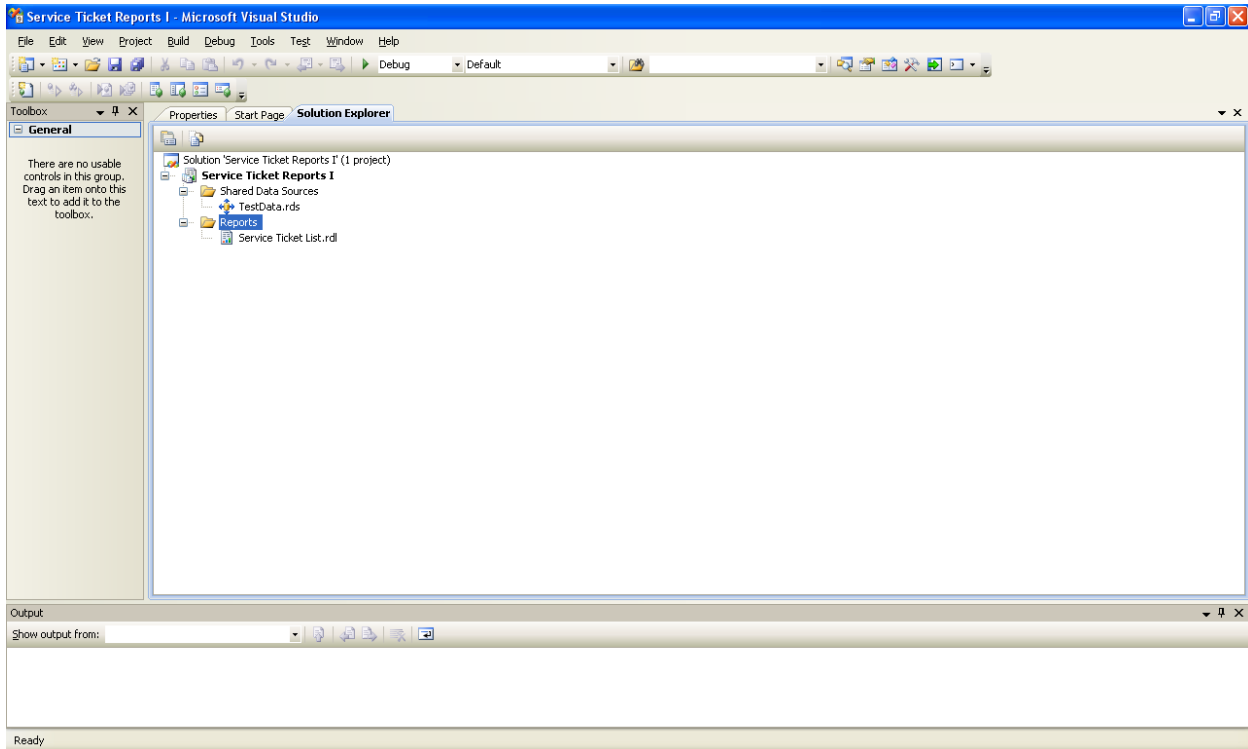 Service Ticket Reports I - Microsoft Visual Studio
File Edit View Project Build Debug Tools Test Window Help
Debug Default
Toolbox
Properties Start Page Solution Explorer
General
There are no usable
controls in this group.
Drag an item onto this
text to add it to the
toolbox.
Solution 'Service Ticket Reports I' (1 project)
Service Ticket Reports I
Shared Data Sources
TestData.rds
Reports
Service Ticket List.rdl
Output
Show output from:
Ready